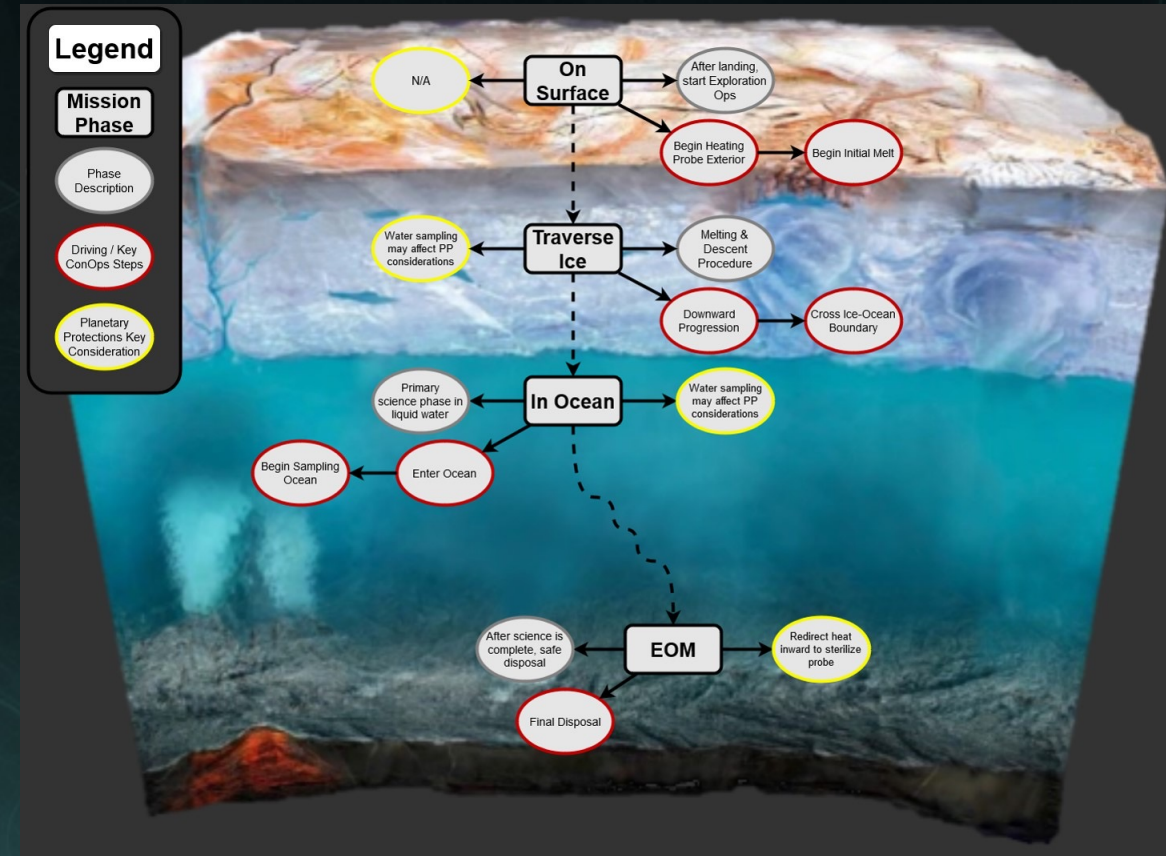 Legend
Mission
Phase
Phase
Description
Driving / Key
ConOps Steps
Planetary
Protections Key
Consideration
On
Surface
N/A
After landing,
start Exploration
Ops
Begin Heating
Probe Exterior
Begin Initial Melt
Traverse
Ice
Water sampling
may affect PP
considerations
Melting &
Descent
Procedure
Downward
Progression
Cross Ice-Ocean
Boundary
In Ocean
Primary
science phase in
liquid water
Water sampling
may affect PP
considerations
Enter Ocean
Begin Sampling
Ocean
EOM
After science is
complete, safe
disposal
Redirect heat
inward to sterilize
probe
Final Disposal